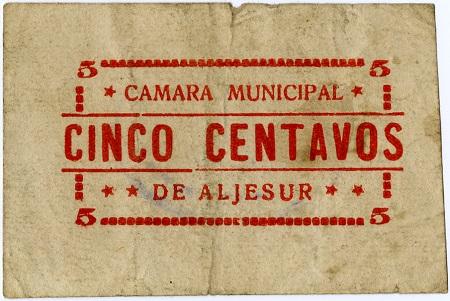 5 5
★ CAMARA MUNICIPAL ★
CINCO CENTAVOS
★ ★ DE ALJESUR ★ ★
5 5